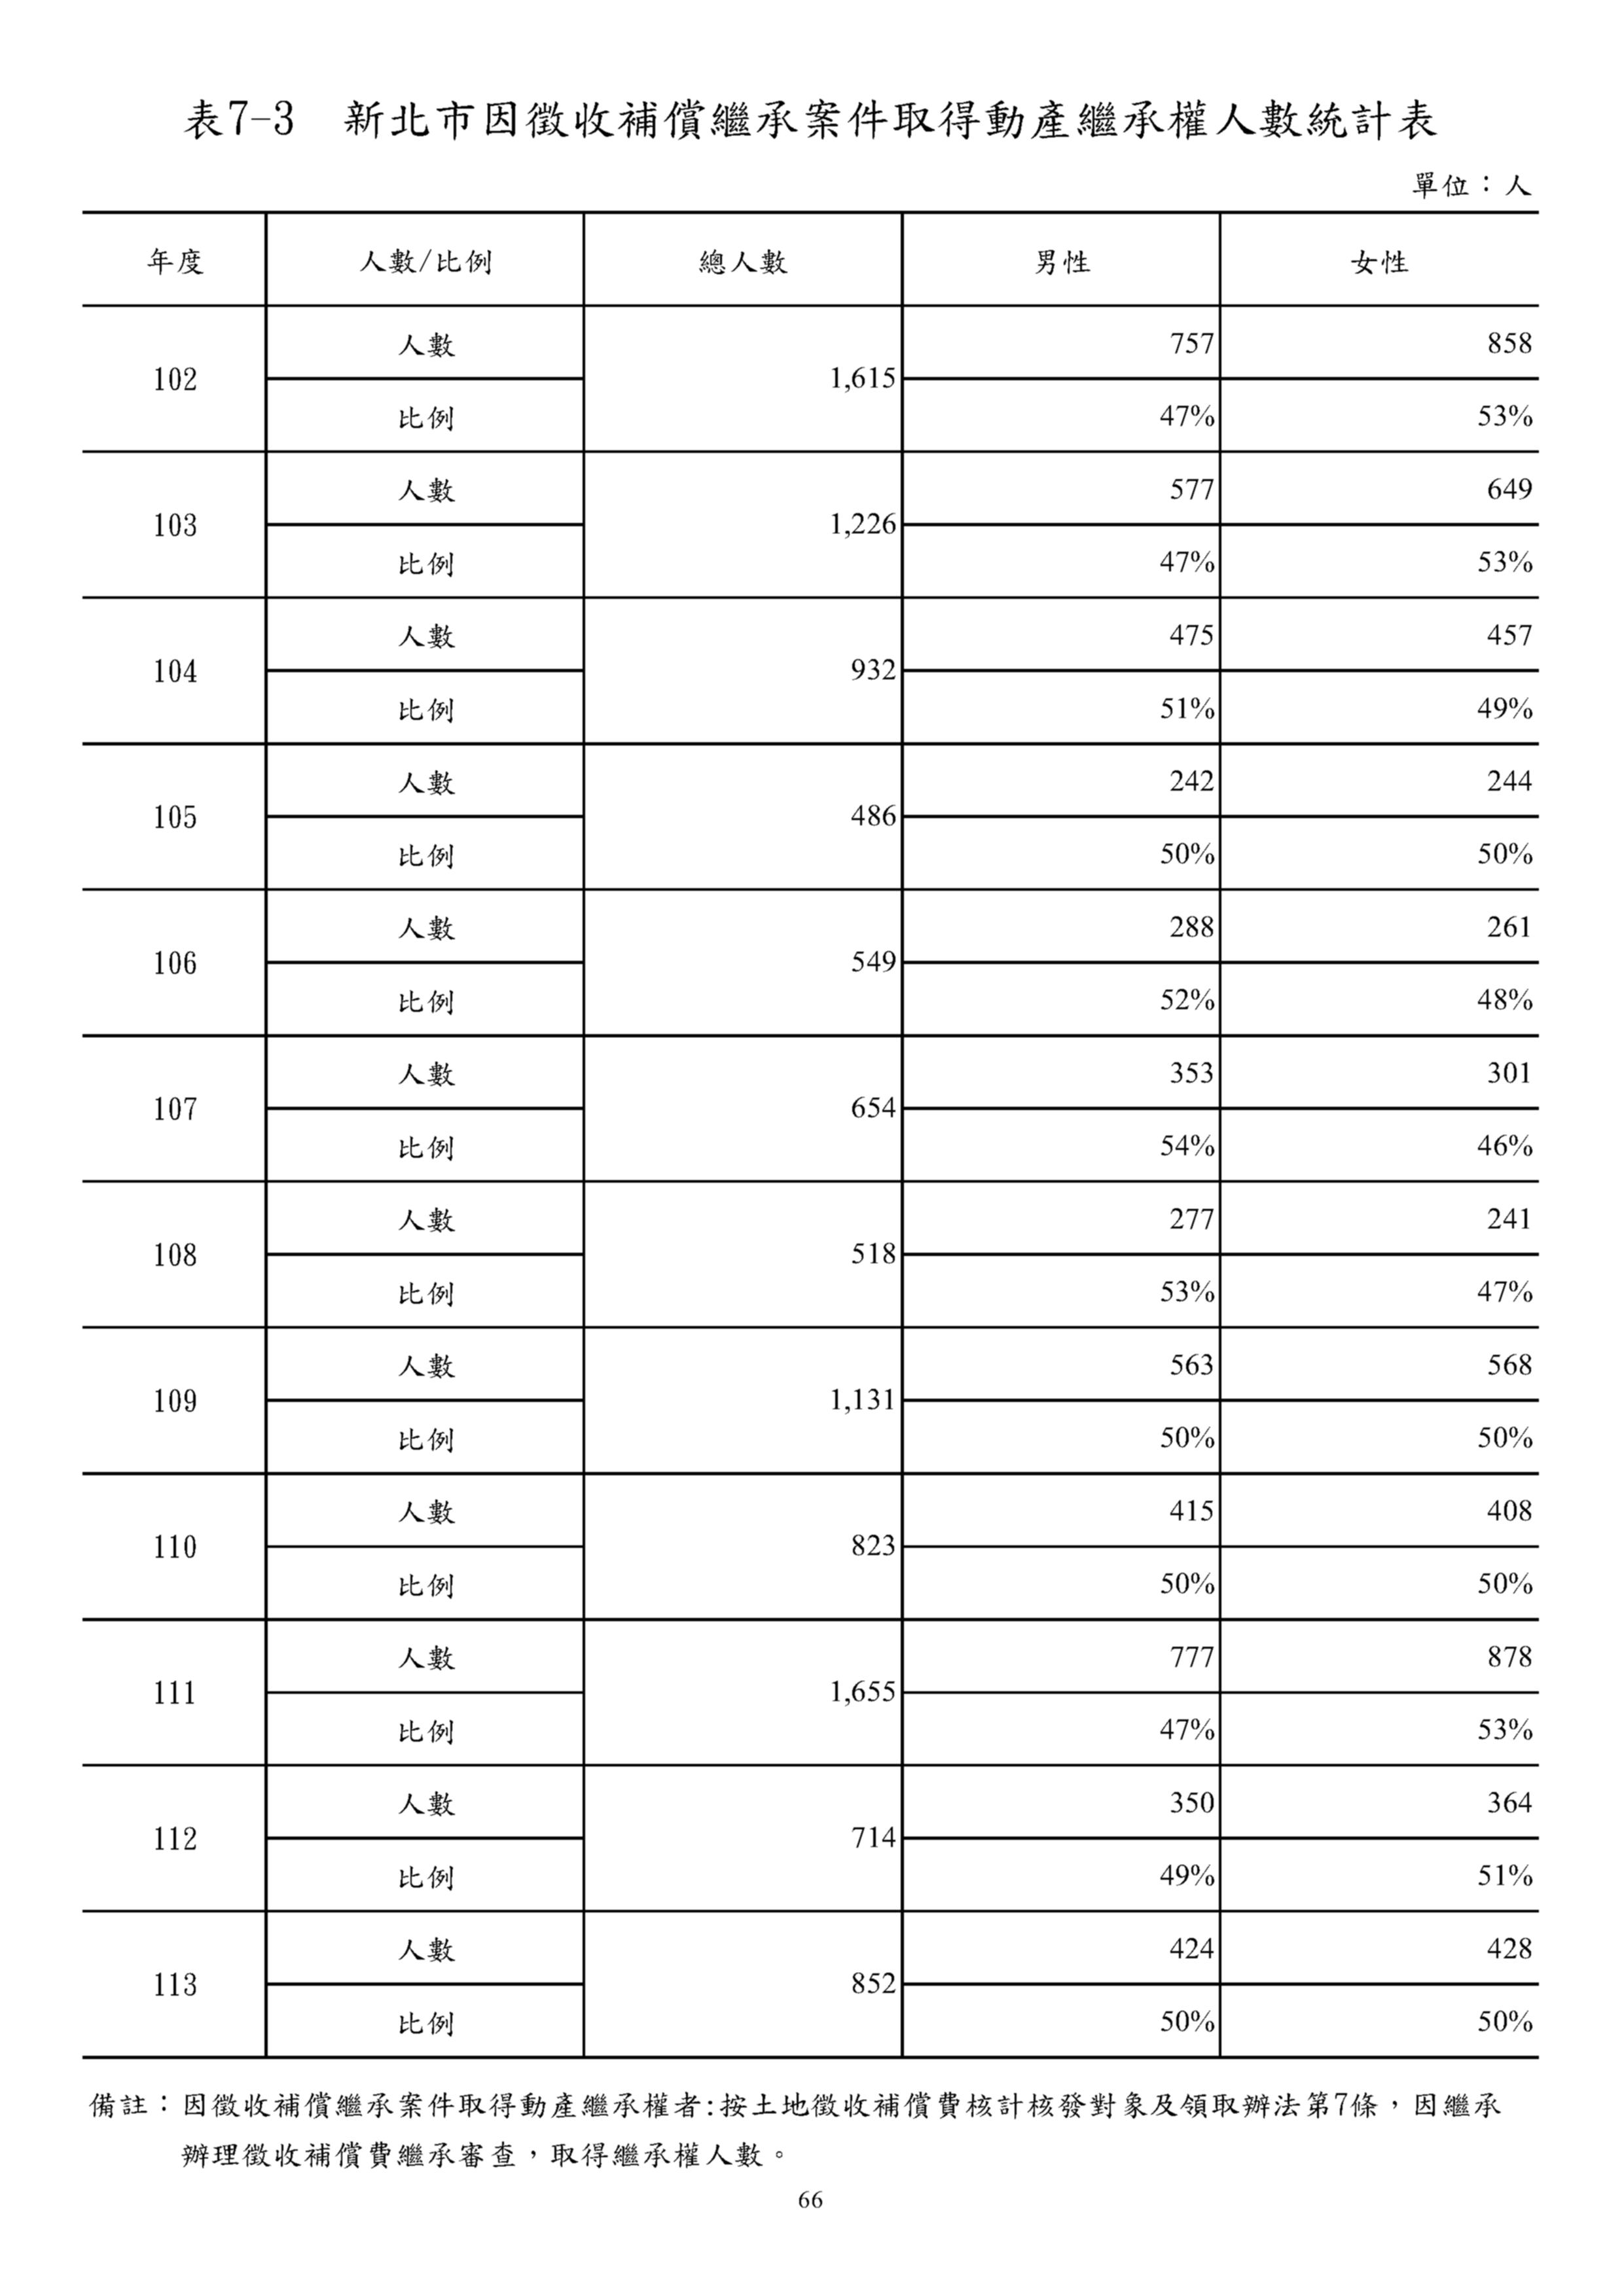 表7-3　新北市因徵收補償繼承案件取得動產繼承權人數統計表
單位：人
年度 人數/比例 總人數 男性 女性
102 人數 1,615 757 858
比例 47% 53%
103 人數 1,226 577 649
比例 47% 53%
104 人數 932 475 457
比例 51% 49%
105 人數 486 242 244
比例 50% 50%
106 人數 549 288 261
比例 52% 48%
107 人數 654 353 301
比例 54% 46%
108 人數 518 277 241
比例 53% 47%
109 人數 1,131 563 568
比例 50% 50%
110 人數 823 415 408
比例 50% 50%
111 人數 1,655 777 878
比例 47% 53%
112 人數 714 350 364
比例 49% 51%
113 人數 852 424 428
比例 50% 50%
備註：因徵收補償繼承案件取得動產繼承權者:按土地徵收補償費核計核發對象及領取辦法第7條，因繼承
辦理徵收補償費繼承審查，取得繼承權人數。
66